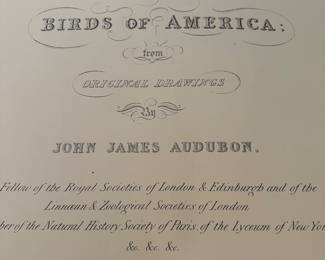 BIRDS OF AMERICA;
from
ORIGINAL DRAWINGS
By
JOHN JAMES AUDUBON.
Fellow of the Royal Societies of London & Edinburgh and of the
Linnæan & Zoological Societies of London
ber of the Natural History Society of Paris, of the Lyceum of New Yor
&c. &c. &c.